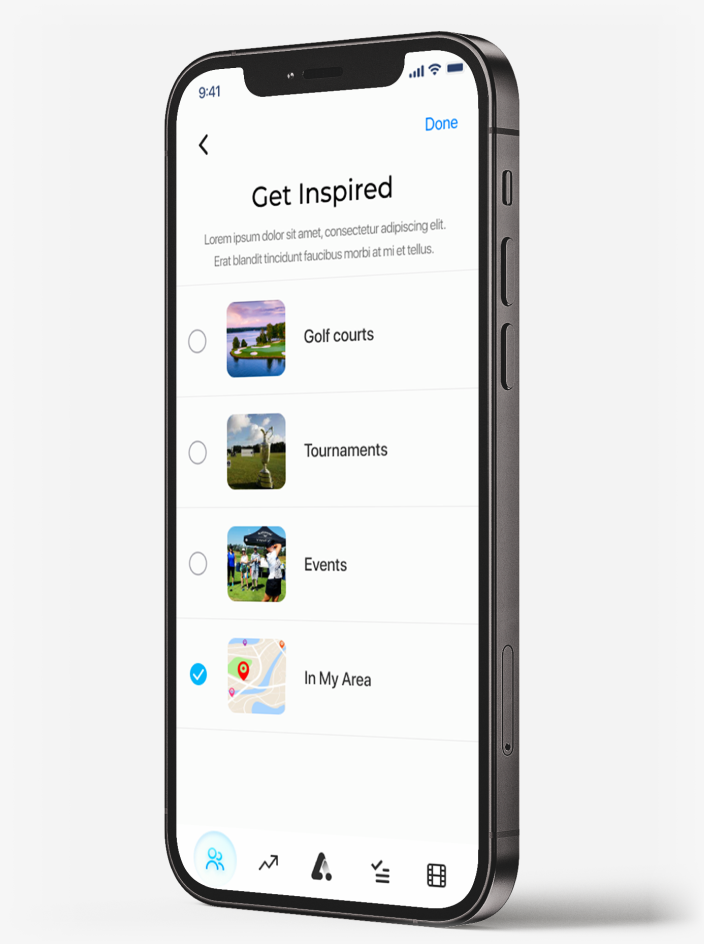 9:41
Done
Get Inspired
Lorem ipsum dolor sit amet, consectetur adipiscing elit.
Erat blandit tincidunt faucibus morbi at mi et tellus.
Golf courts
Tournaments
Events
In My Area